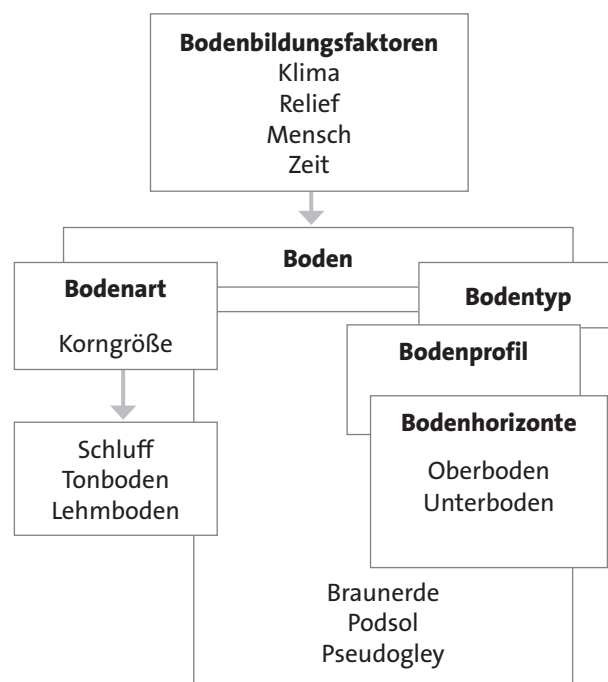 Bodenbildungsfaktoren
Klima
Relief
Mensch
Zeit
Boden
Bodenart
Korngröße
Schluff
Tonboden
Lehmboden
Bodentyp
Bodenprofil
Bodenhorizonte
Oberboden
Unterboden
Braunerde
Podsol
Pseudogley